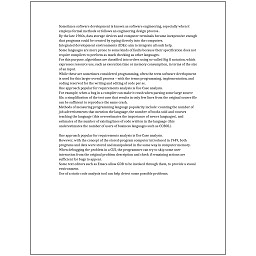 Sometimes software development is known as software engineering, especially when it
employs formal methods or follows an engineering design process.
By the late 1960s, data storage devices and computer terminals became inexpensive enough
that programs could be created by typing directly into the computers.
Integrated development environments (IDEs) aim to integrate all such help.
Some languages are more prone to some kinds of faults because their specification does not
require compilers to perform as much checking as other languages.
For this purpose algorithms are classified into orders using so-called Big O notation, which
expresses resource use, such as execution time or memory consumption, in terms of the size
of an input.
While these are sometimes considered programming, often the term software development
is used for this larger overall process – with the terms programming, implementation, and
coding reserved for the writing and editing of code per se.
One approach popular for requirements analysis is Use Case analysis.
For example, when a bug in a compiler can make it crash when parsing some large source
file, a simplification of the test case that results in only few lines from the original source file
can be sufficient to reproduce the same crash.
Methods of measuring programming language popularity include: counting the number of
job advertisements that mention the language, the number of books sold and courses
teaching the language (this overestimates the importance of newer languages), and
estimates of the number of existing lines of code written in the language (this
underestimates the number of users of business languages such as COBOL).
One approach popular for requirements analysis is Use Case analysis.
However, with the concept of the stored-program computer introduced in 1949, both
programs and data were stored and manipulated in the same way in computer memory.
When debugging the problem in a GUI, the programmer can try to skip some user
interaction from the original problem description and check if remaining actions are
sufficient for bugs to appear.
Some text editors such as Emacs allow GDB to be invoked through them, to provide a visual
environment.
Use of a static code analysis tool can help detect some possible problems.